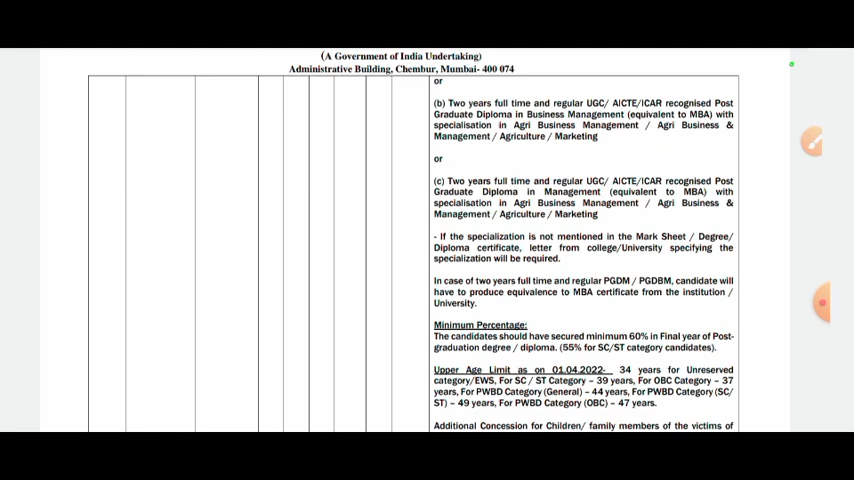 (A Government of India Undertaking)
Administrative Building, Chembur, Mumbai- 400 074
or
(b) Two years full time and regular UGC/ AICTE/ICAR recognised Post
Graduate Diploma in Business Management (equivalent to MBA) with
specialisation in Agri Business Management / Agri Business &
Management / Agriculture / Marketing
or
(c) Two years full time and regular UGC/ AICTE/ICAR recognised Post
Graduate Diploma in Management (equivalent to MBA) with
specialisation in Agri Business Management / Agri Business &
Management / Agriculture / Marketing
- If the specialization is not mentioned in the Mark Sheet / Degree/
Diploma certificate, letter from college/University specifying the
specialization will be required.
In case of two years full time and regular PGDM / PGDBM, candidate will
have to produce equivalence to MBA certificate from the institution /
University.
Minimum Percentage:
The candidates should have secured minimum 60% in Final year of Post-
graduation degree / diploma. (55% for SC/ST category candidates).
Upper Age Limit as on 01.04.2022- 34 years for Unreserved
category/EWS, For SC / ST Category – 39 years, For OBC Category – 37
years, For PWBD Category (General) – 44 years, For PWBD Category (SC/
ST) – 49 years, For PWBD Category (OBC) – 47 years.
Additional Concession for Children/ family members of the victims of